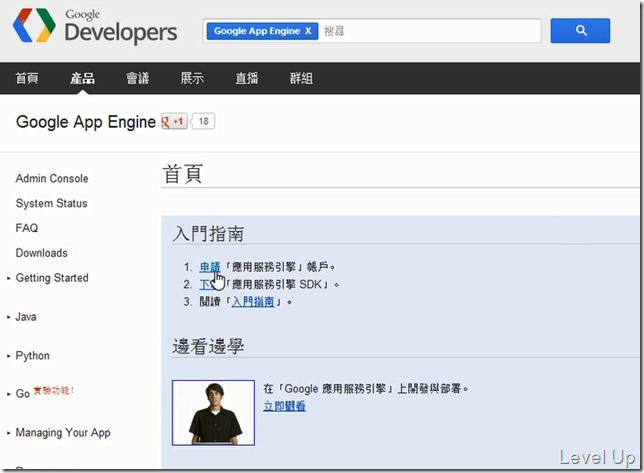 Google
Developers
Google App Engine X 搜尋
首頁 產品 會議 展示 直播 群組
Google App Engine +1 18
首頁
Admin Console
System Status
FAQ
Downloads
Getting Started
Java
Python
Go 實驗功能!
Managing Your App
入門指南
1. 申請「應用服務引擎」帳戶。
2. 下「應用服務引擎 SDK」。
3. 閱讀「入門指南」。
邊看邊學
在「Google 應用服務引擎」上開發與部署。
立即觀看
Level Up